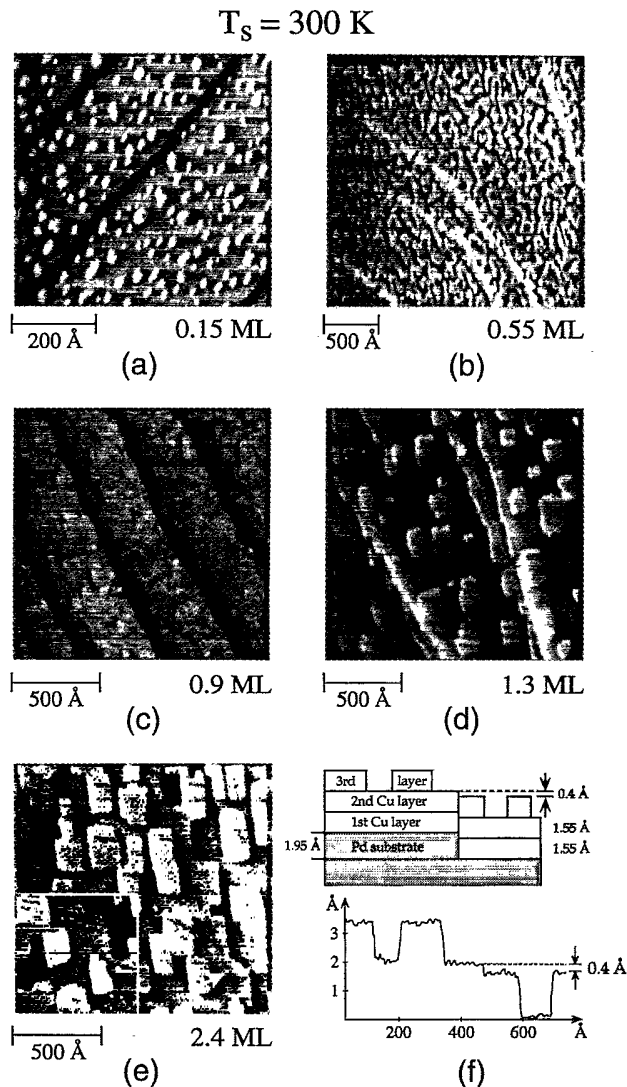 T_S = 300 K
200 Å
0.15 ML
(a)
500 Å
0.55 ML
(b)
500 Å
0.9 ML
(c)
500 Å
1.3 ML
(d)
500 Å
2.4 ML
(e)
3rd layer
2nd Cu layer
1st Cu layer
Pd substrate
1.95 Å
0.4 Å
1.55
1.55
Å
3
2
1
0.4 Å
200 400 600 Å
(f)